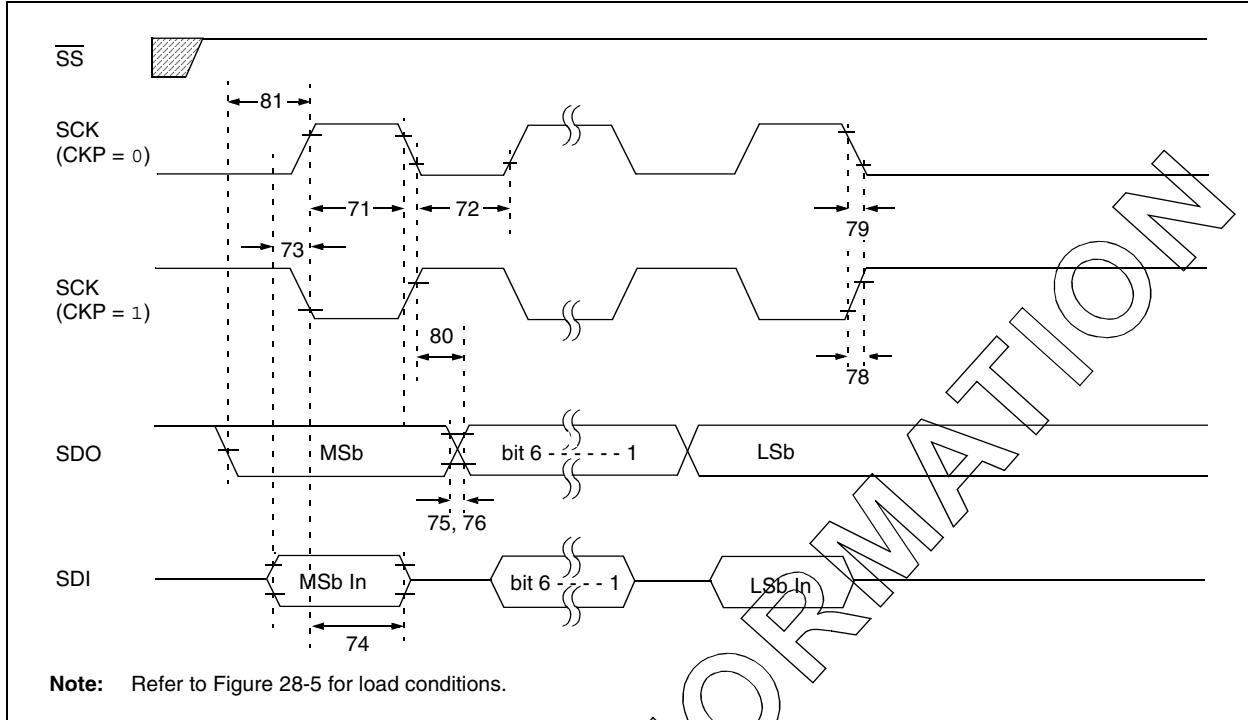 SS
81
SCK
(CKP = 0)
71
72
79
73
SCK
(CKP = 1)
80
78
SDO
MSb
bit 6 - - - - - - 1
LSb
75, 76
SDI
MSb In
bit 6 - - - - 1
LSb In
74
Note: Refer to Figure 28-5 for load conditions.
ORMATION